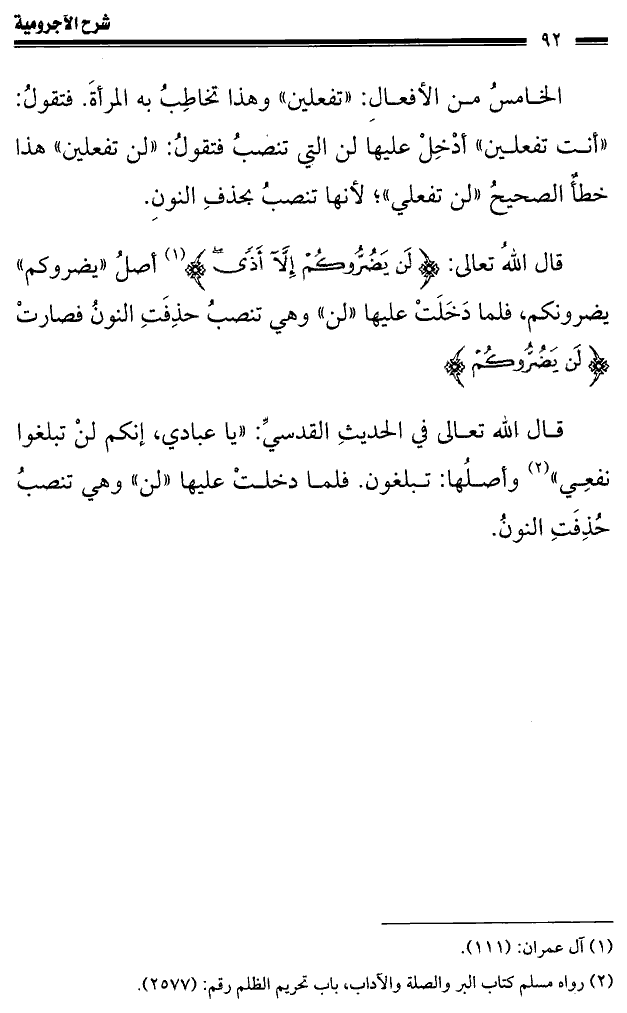 شرح الآجرومية
٩٢
الخامسُ من الأفعالِ: «تفعلين» وهذا تخاطِبُ به المرأةَ. فتقولُ:
«أنت تفعلين» أدْخِلْ عليها لن التي تنصبُ فتقولُ: «لن تفعلين» هذا
خطأٌ الصحيحُ «لن تفعلي»؛ لأنها تنصبُ بحذفِ النونِ.
قال اللهُ تعالى: ﴿لَن يَضُرُّوكُمْ إِلَّآ أَذًى ۖ﴾(١) أصلُ «يضروكم»
يضرونكم، فلما دَخَلَتْ عليها «لن» وهي تنصبُ حذفَتِ النونُ فصارتْ
﴿لَن يَضُرُّوكُمْ﴾
قال الله تعالى في الحديثِ القدسيِّ: «يا عبادي، إنكم لنْ تبلغوا
نفعِي»(٢) وأصلُها: تبلغون. فلما دخلتْ عليها «لن» وهي تنصبُ
حُذِفَتِ النونُ.
(١) آل عمران: (١١١).
(٢) رواه مسلم كتاب البر والصلة والآداب، باب تحريم الظلم رقم: (٢٥٧٧).